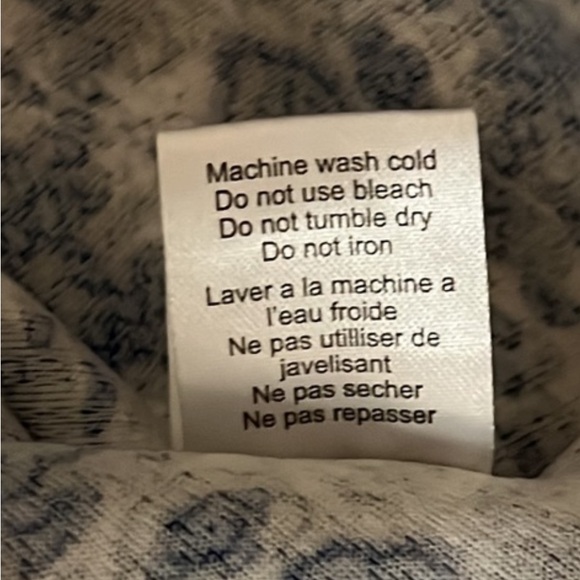 Machine wash cold
Do not use bleach
Do not tumble dry
Do not iron
Laver a la machine a
l'eau froide
Ne pas utilliser de
javelisant
Ne pas secher
Ne pas repasser